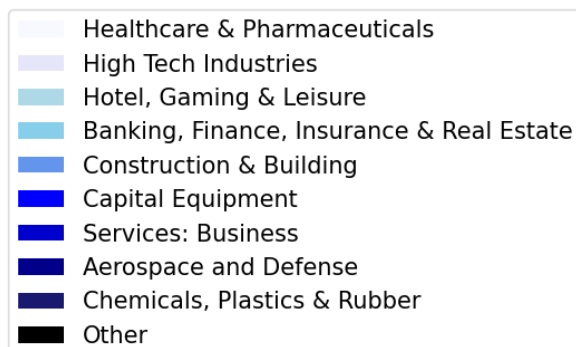 Healthcare & Pharmaceuticals
High Tech Industries
Hotel, Gaming & Leisure
Banking, Finance, Insurance & Real Estate
Construction & Building
Capital Equipment
Services: Business
Aerospace and Defense
Chemicals, Plastics & Rubber
Other